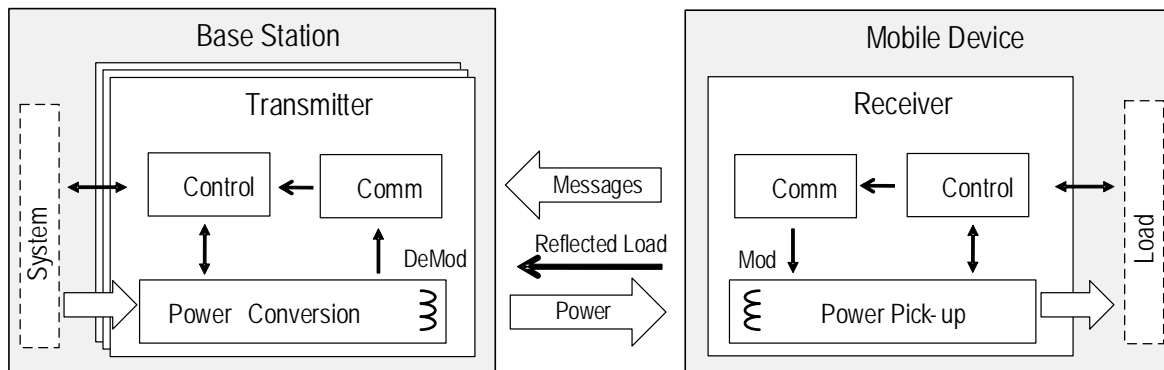 Base Station
Transmitter
System
Control
Comm
DeMod
Power Conversion
Messages
Reflected Load
Power
Mobile Device
Receiver
Comm
Control
Mod
Power Pick-up
Load